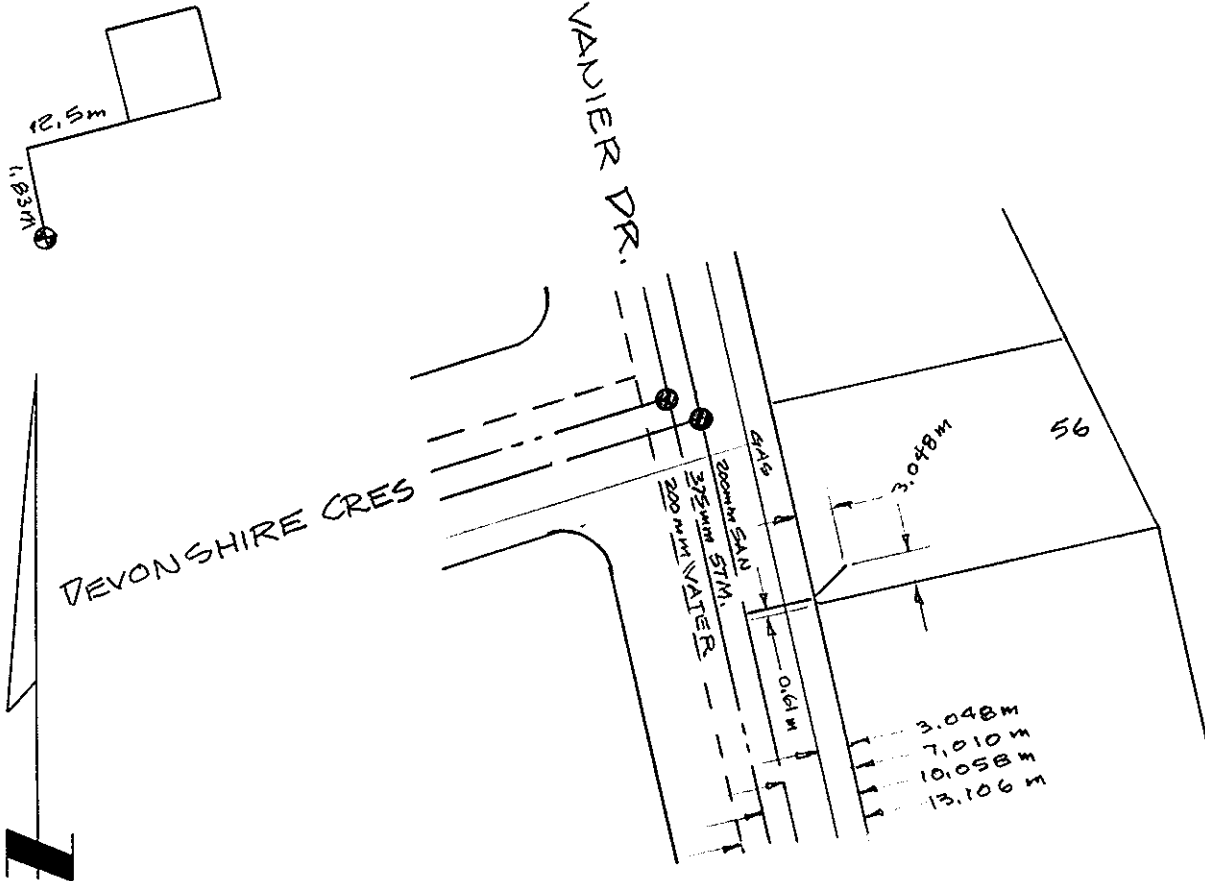 VANIER DR.
12.5m
1.83m
DEVONSHIRE CRES
GAS
200mm SAN
375mm STM.
200mm WATER
3.048m
56
0.61m
3.048m
7.010m
10.058m
13.106m
N